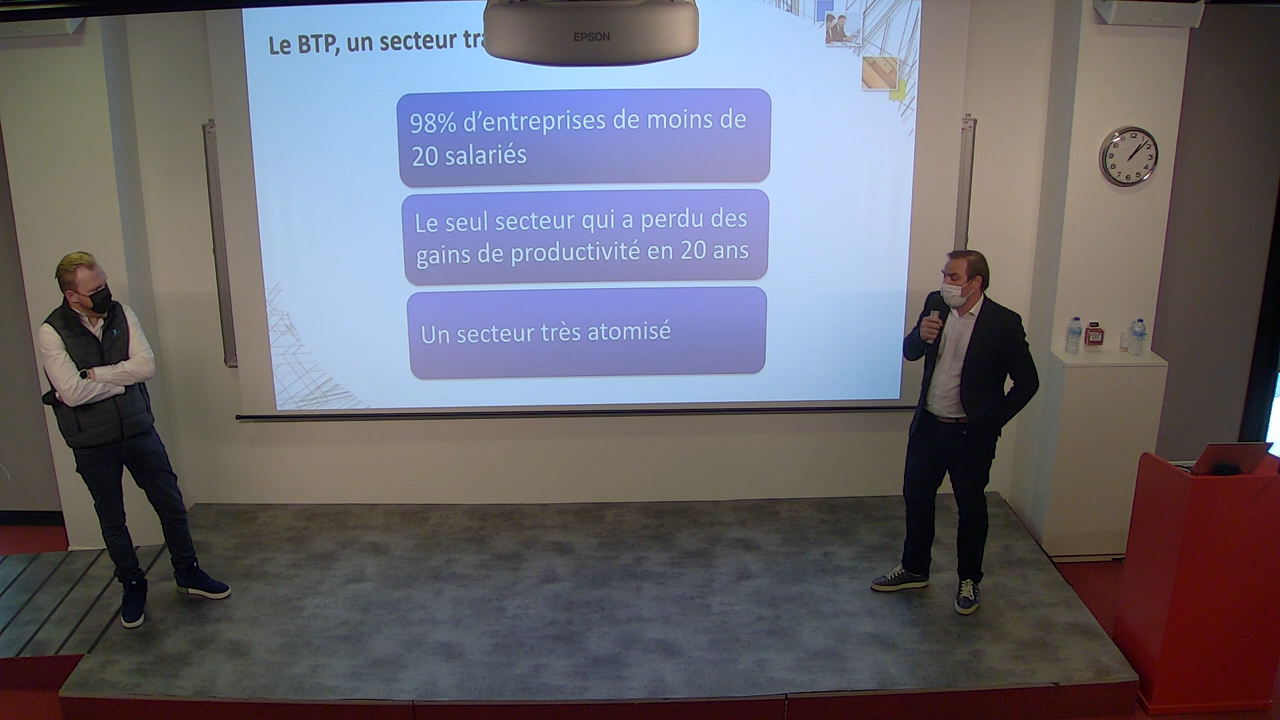 Le BTP, un secteur
EPSON
98% d'entreprises de moins de
20 salariés
Le seul secteur qui a perdu des
gains de productivité en 20 ans
Un secteur très atomisé